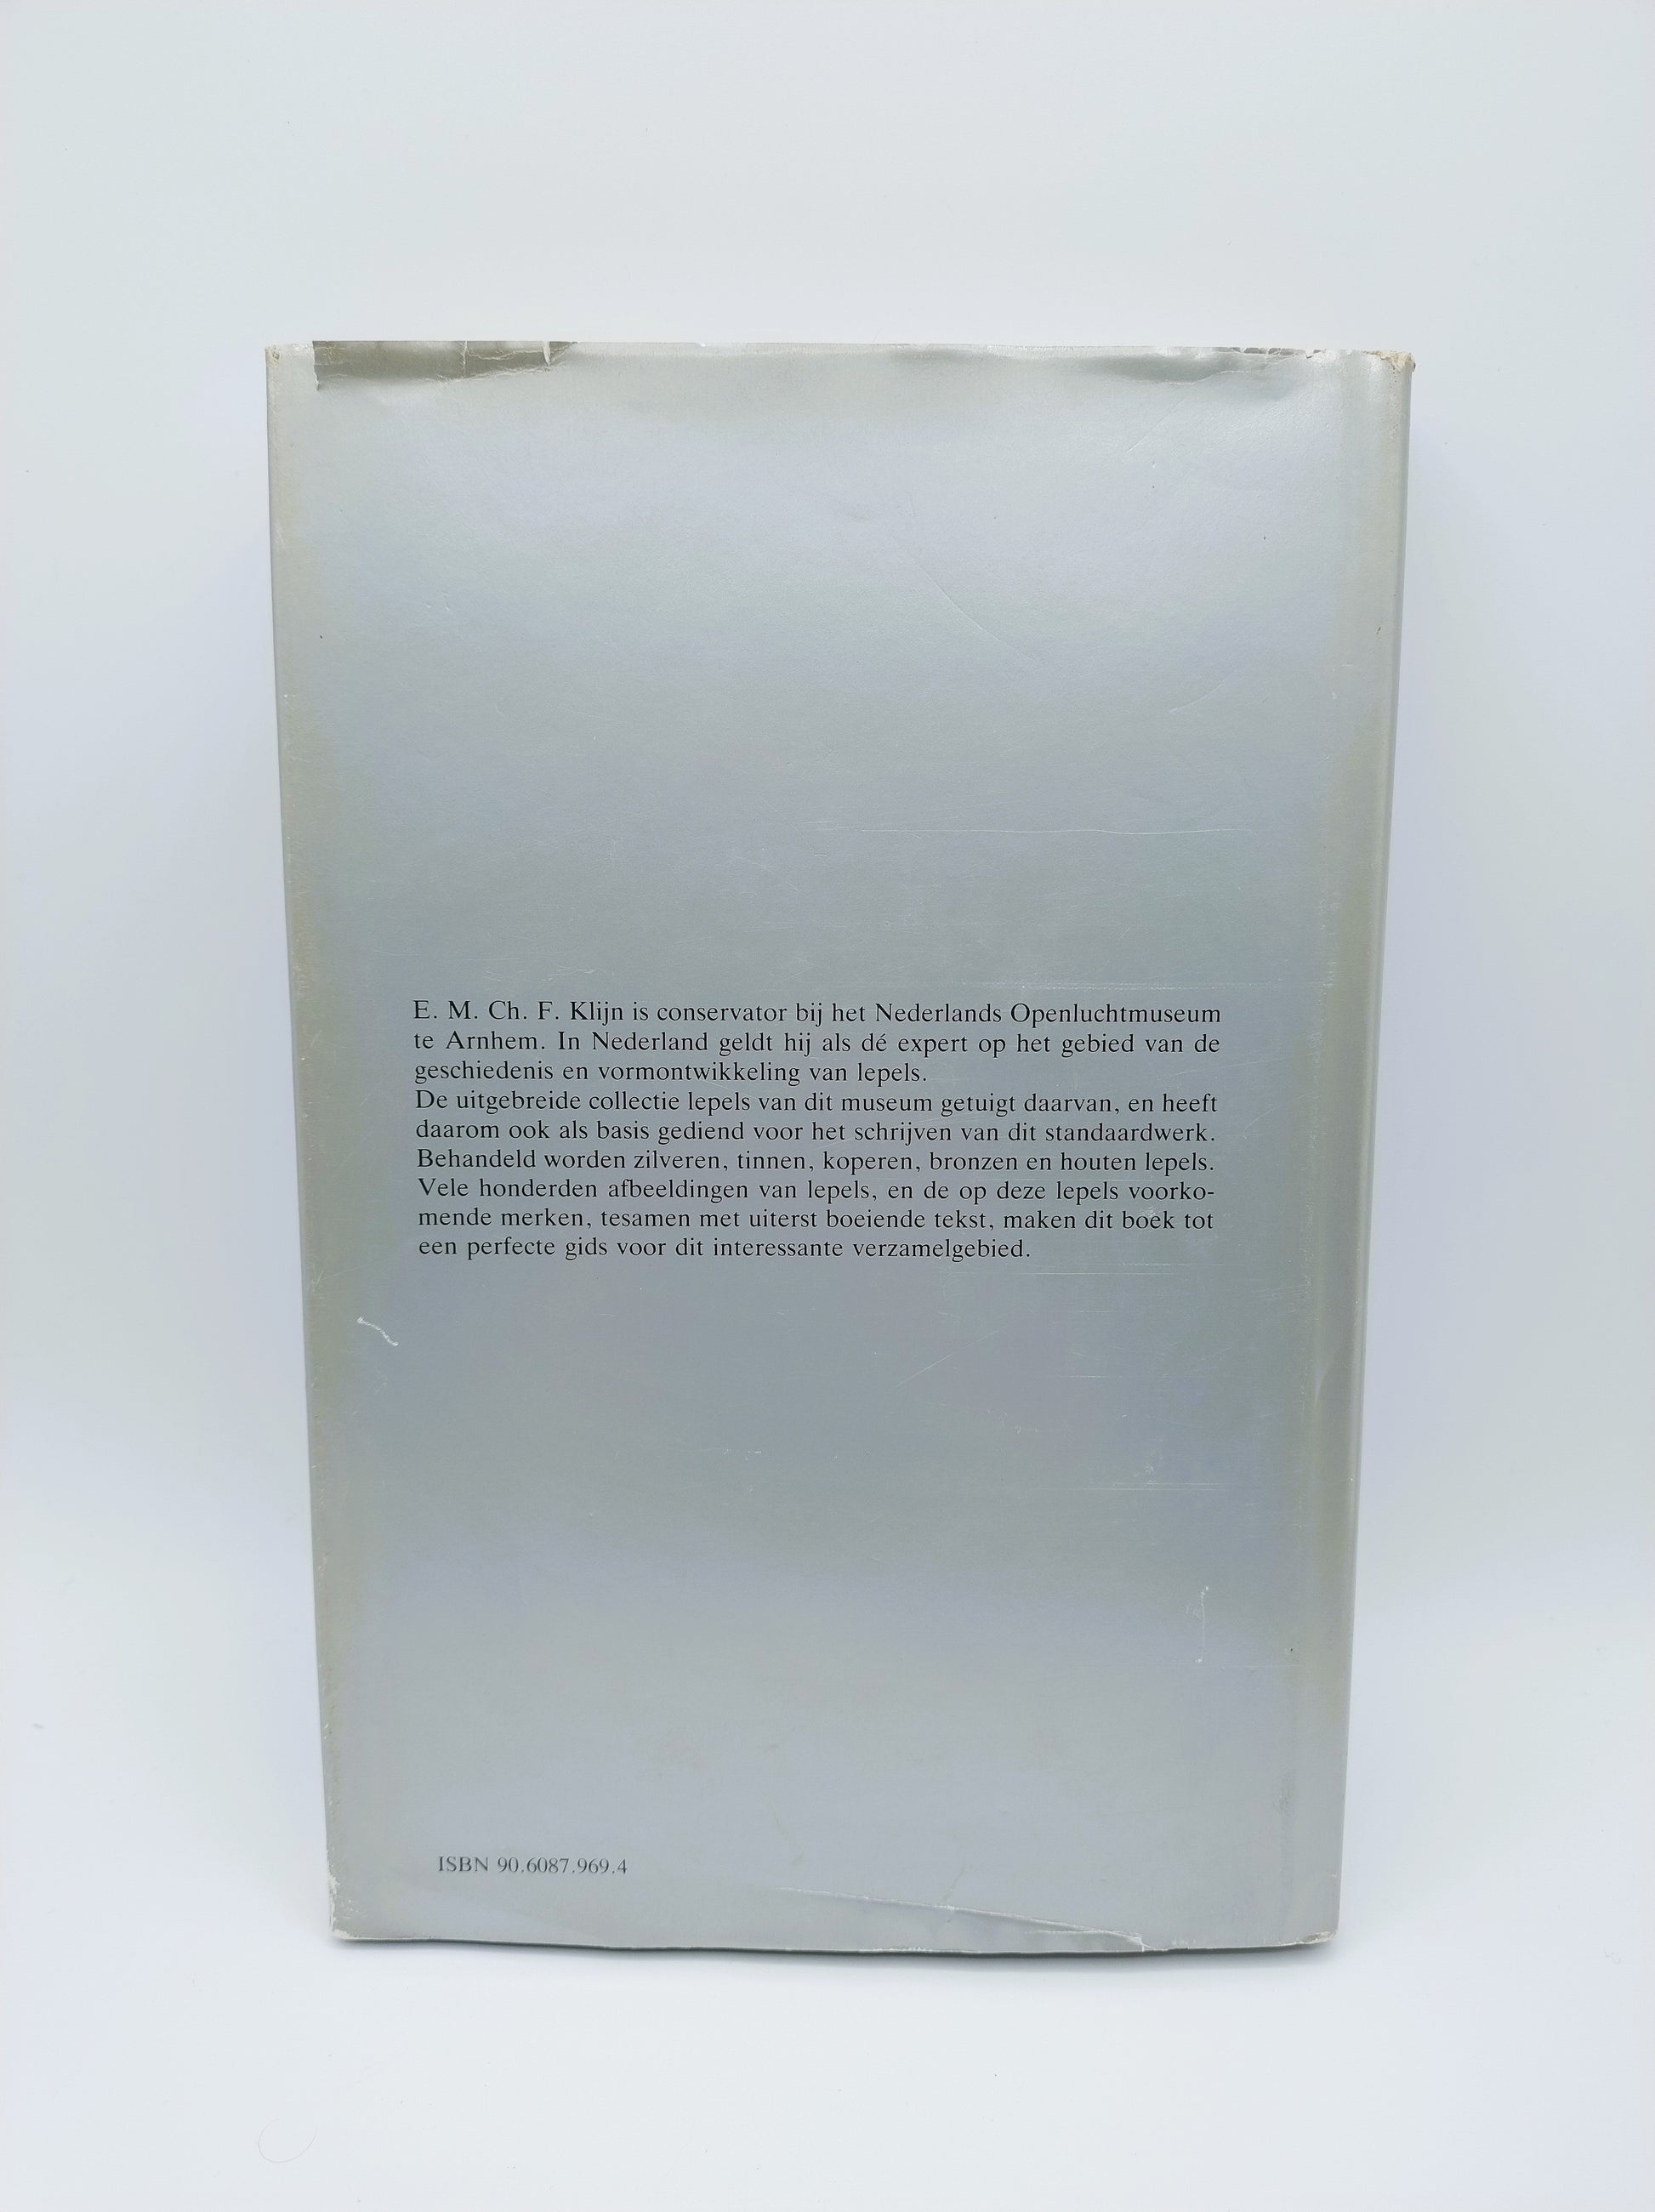 E. M. Ch. F. Klijn is conservator bij het Nederlands Openluchtmuseum
te Arnhem. In Nederland geldt hij als dé expert op het gebied van de
geschiedenis en vormontwikkeling van lepels.
De uitgebreide collectie lepels van dit museum getuigt daarvan, en heeft
daarom ook als basis gediend voor het schrijven van dit standaardwerk.
Behandeld worden zilveren, tinnen, koperen, bronzen en houten lepels.
Vele honderden afbeeldingen van lepels, en de op deze lepels voorko-
mende merken, tesamen met uiterst boeiende tekst, maken dit boek tot
een perfecte gids voor dit interessante verzamelgebied.
ISBN 90.6087.969.4